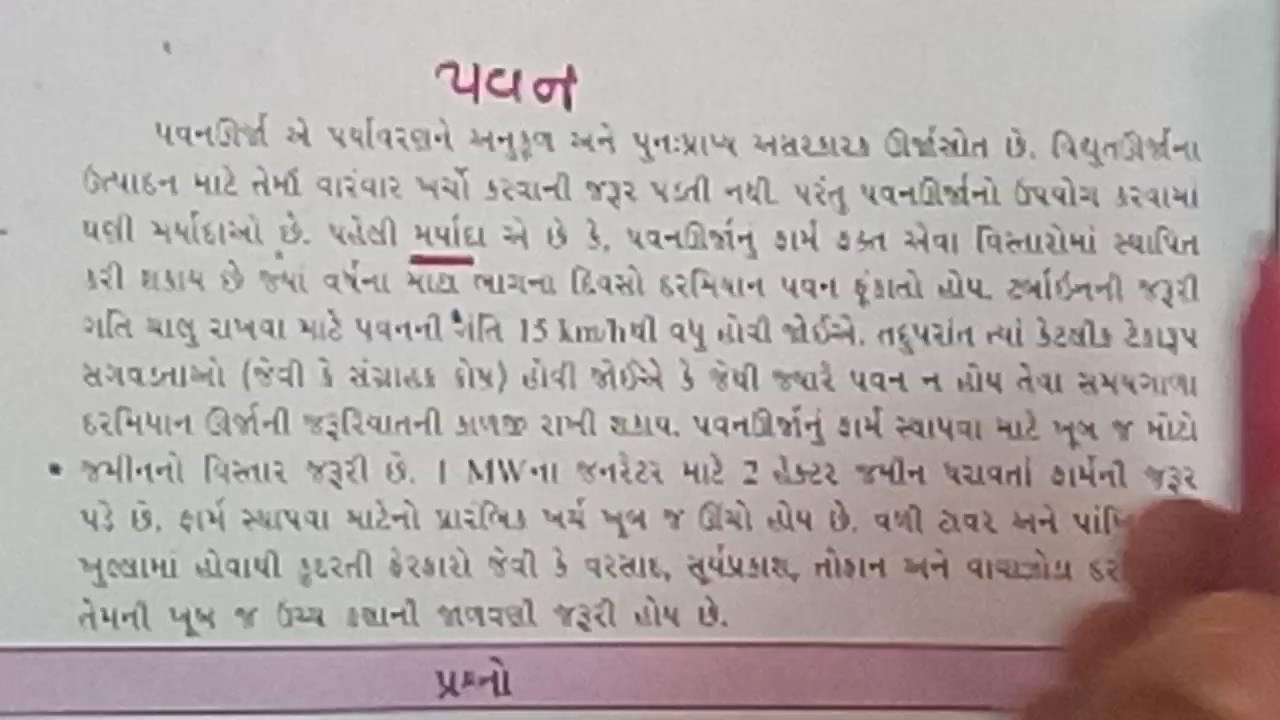 પવન
પવનઊર્જા એ પર્યાવરણને અનુકૂળ અને પુનઃપ્રાપ્ય અસરકારક ઊર્જાસ્રોત છે. વિદ્યુતઊર્જાના
ઉત્પાદન માટે તેમાં વારંવાર ખર્ચો કરવાની જરૂર પડતી નથી. પરંતુ પવનઊર્જાનો ઉપયોગ કરવામાં
ઘણી મર્યાદાઓ છે. પહેલી મર્યાદા એ છે કે, પવનઊર્જાનું ફાર્મ ફક્ત એવા વિસ્તારોમાં સ્થાપિત
કરી શકાય છે જ્યાં વર્ષના મોટા ભાગના દિવસો દરમિયાન પવન ફૂંકાતો હોય. ટર્બાઈનની જરૂરી
ગતિ ચાલુ રાખવા માટે પવનની ગતિ 15 km/hથી વધુ હોવી જોઈએ. તદુપરાંત ત્યાં કેટલીક ટેકારૂપ
સગવડતાઓ (જેવી કે સંગ્રાહક કોષ) હોવી જોઈએ કે જેથી જ્યારે પવન ન હોય તેવા સમયગાળા
દરમિયાન ઊર્જાની જરૂરિયાતની કાળજી રાખી શકાય. પવનઊર્જાનું ફાર્મ સ્થાપવા માટે ખૂબ જ મોટો
જમીનનો વિસ્તાર જરૂરી છે. 1 MWના જનરેટર માટે 2 હેક્ટર જમીન ધરાવતાં ફાર્મની જરૂર
પડે છે. ફાર્મ સ્થાપવા માટેનો પ્રારંભિક ખર્ચ ખૂબ જ ઊંચો હોય છે. વળી ટાવર અને
ખુલ્લામાં હોવાથી કુદરતી ફેરફારો જેવી કે વરસાદ, સૂર્યપ્રકાશ, તોફાન અને
તેમની ખૂબ જ ઉચ્ચ કક્ષાની જાળવણી જરૂરી હોય છે.
પ્રશ્નો